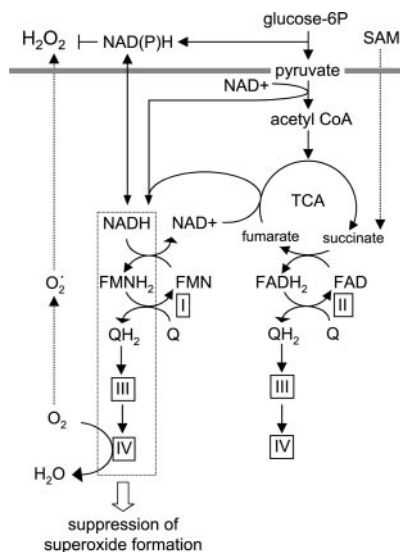 glucose-6P
H2O2
NAD(P)H
SAM
pyruvate
NAD+
acetyl CoA
TCA
NADH
NAD+
fumarate
succinate
FMNH2
FMN
FADH2
FAD
I
II
QH2
Q
QH2
Q
O2·
III
III
O2
IV
IV
H2O
suppression of
superoxide formation